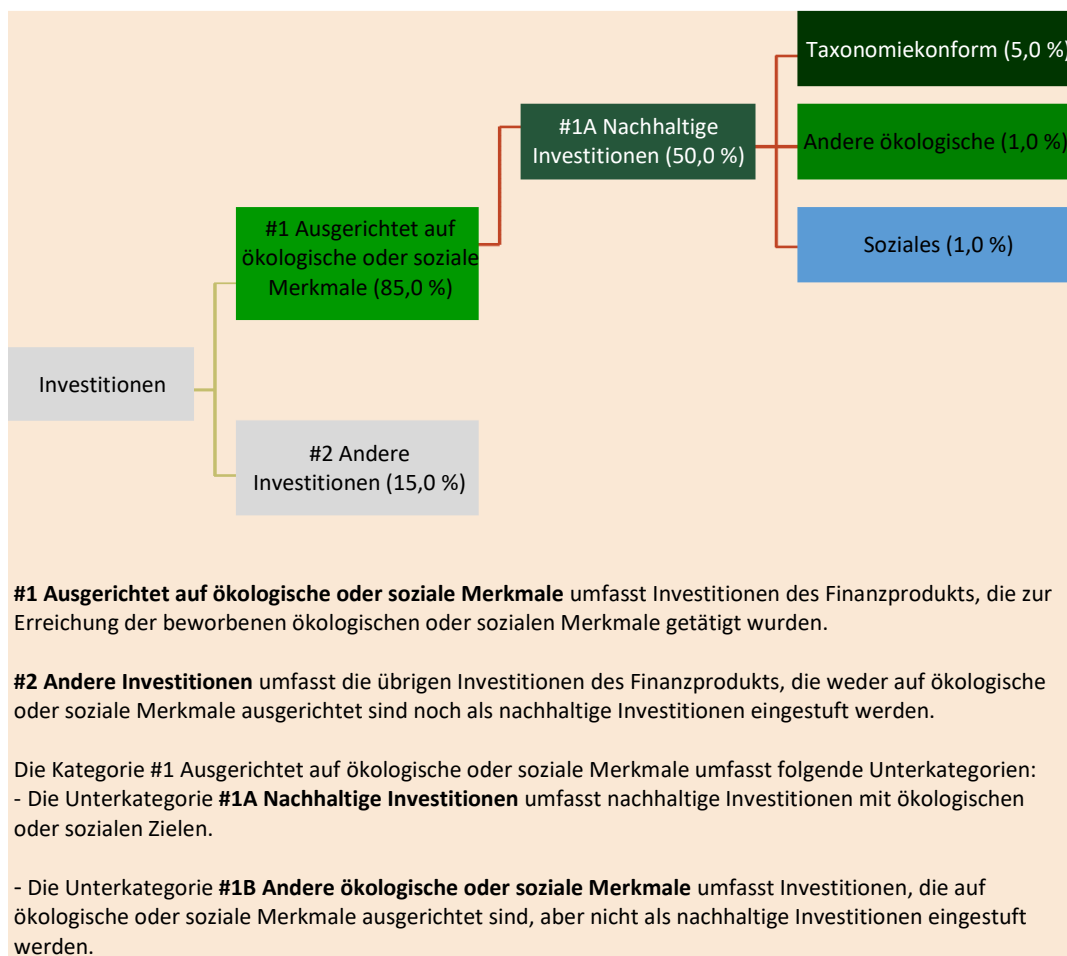 Taxonomiekonform (5,0 %)
#1A Nachhaltige
Investitionen (50,0 %)
Andere ökologische (1,0 %)
#1 Ausgerichtet auf
ökologische oder soziale
Merkmale (85,0 %)
Soziales (1,0 %)
Investitionen
#2 Andere
Investitionen (15,0 %)
#1 Ausgerichtet auf ökologische oder soziale Merkmale umfasst Investitionen des Finanzprodukts, die zur
Erreichung der beworbenen ökologischen oder sozialen Merkmale getätigt wurden.
#2 Andere Investitionen umfasst die übrigen Investitionen des Finanzprodukts, die weder auf ökologische
oder soziale Merkmale ausgerichtet sind noch als nachhaltige Investitionen eingestuft werden.
Die Kategorie #1 Ausgerichtet auf ökologische oder soziale Merkmale umfasst folgende Unterkategorien:
- Die Unterkategorie #1A Nachhaltige Investitionen umfasst nachhaltige Investitionen mit ökologischen
oder sozialen Zielen.
- Die Unterkategorie #1B Andere ökologische oder soziale Merkmale umfasst Investitionen, die auf
ökologische oder soziale Merkmale ausgerichtet sind, aber nicht als nachhaltige Investitionen eingestuft
werden.